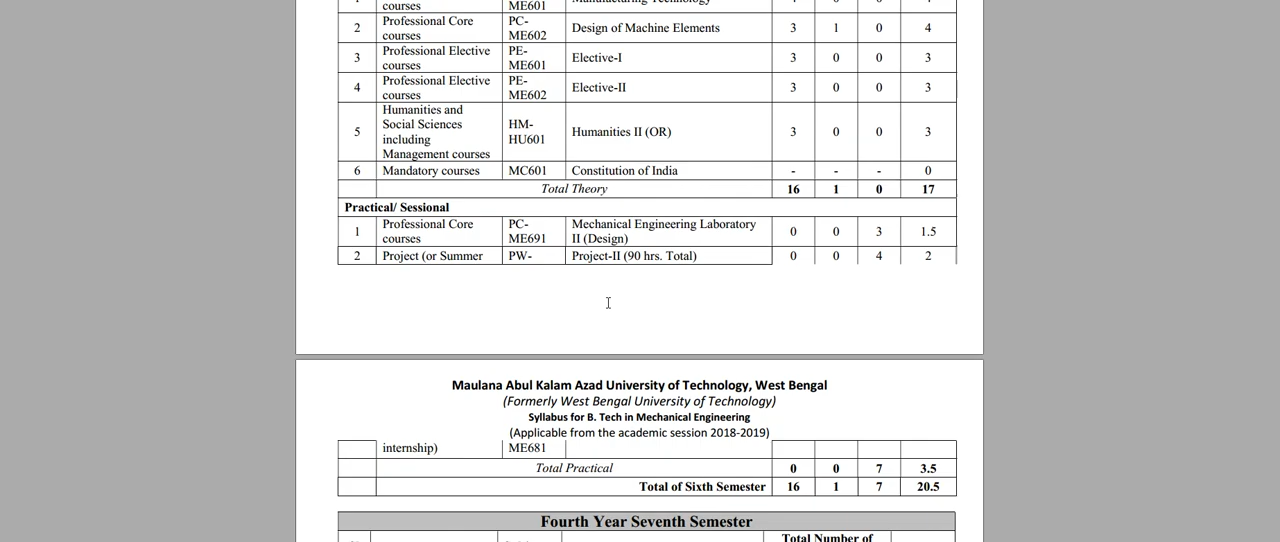 1 courses ME601 Manufacturing Technology 4 0 0 4
2 Professional Core courses PC-ME602 Design of Machine Elements 3 1 0 4
3 Professional Elective courses PE-ME601 Elective-I 3 0 0 3
4 Professional Elective courses PE-ME602 Elective-II 3 0 0 3
5 Humanities and Social Sciences including Management courses HM-HU601 Humanities II (OR) 3 0 0 3
6 Mandatory courses MC601 Constitution of India - - - 0
Total Theory 16 1 0 17
Practical/ Sessional
1 Professional Core courses PC-ME691 Mechanical Engineering Laboratory II (Design) 0 0 3 1.5
2 Project (or Summer PW- Project-II (90 hrs. Total) 0 0 4 2
Maulana Abul Kalam Azad University of Technology, West Bengal
(Formerly West Bengal University of Technology)
Syllabus for B. Tech in Mechanical Engineering
(Applicable from the academic session 2018-2019)
internship) ME681
Total Practical 0 0 7 3.5
Total of Sixth Semester 16 1 7 20.5
Fourth Year Seventh Semester
Total Number of